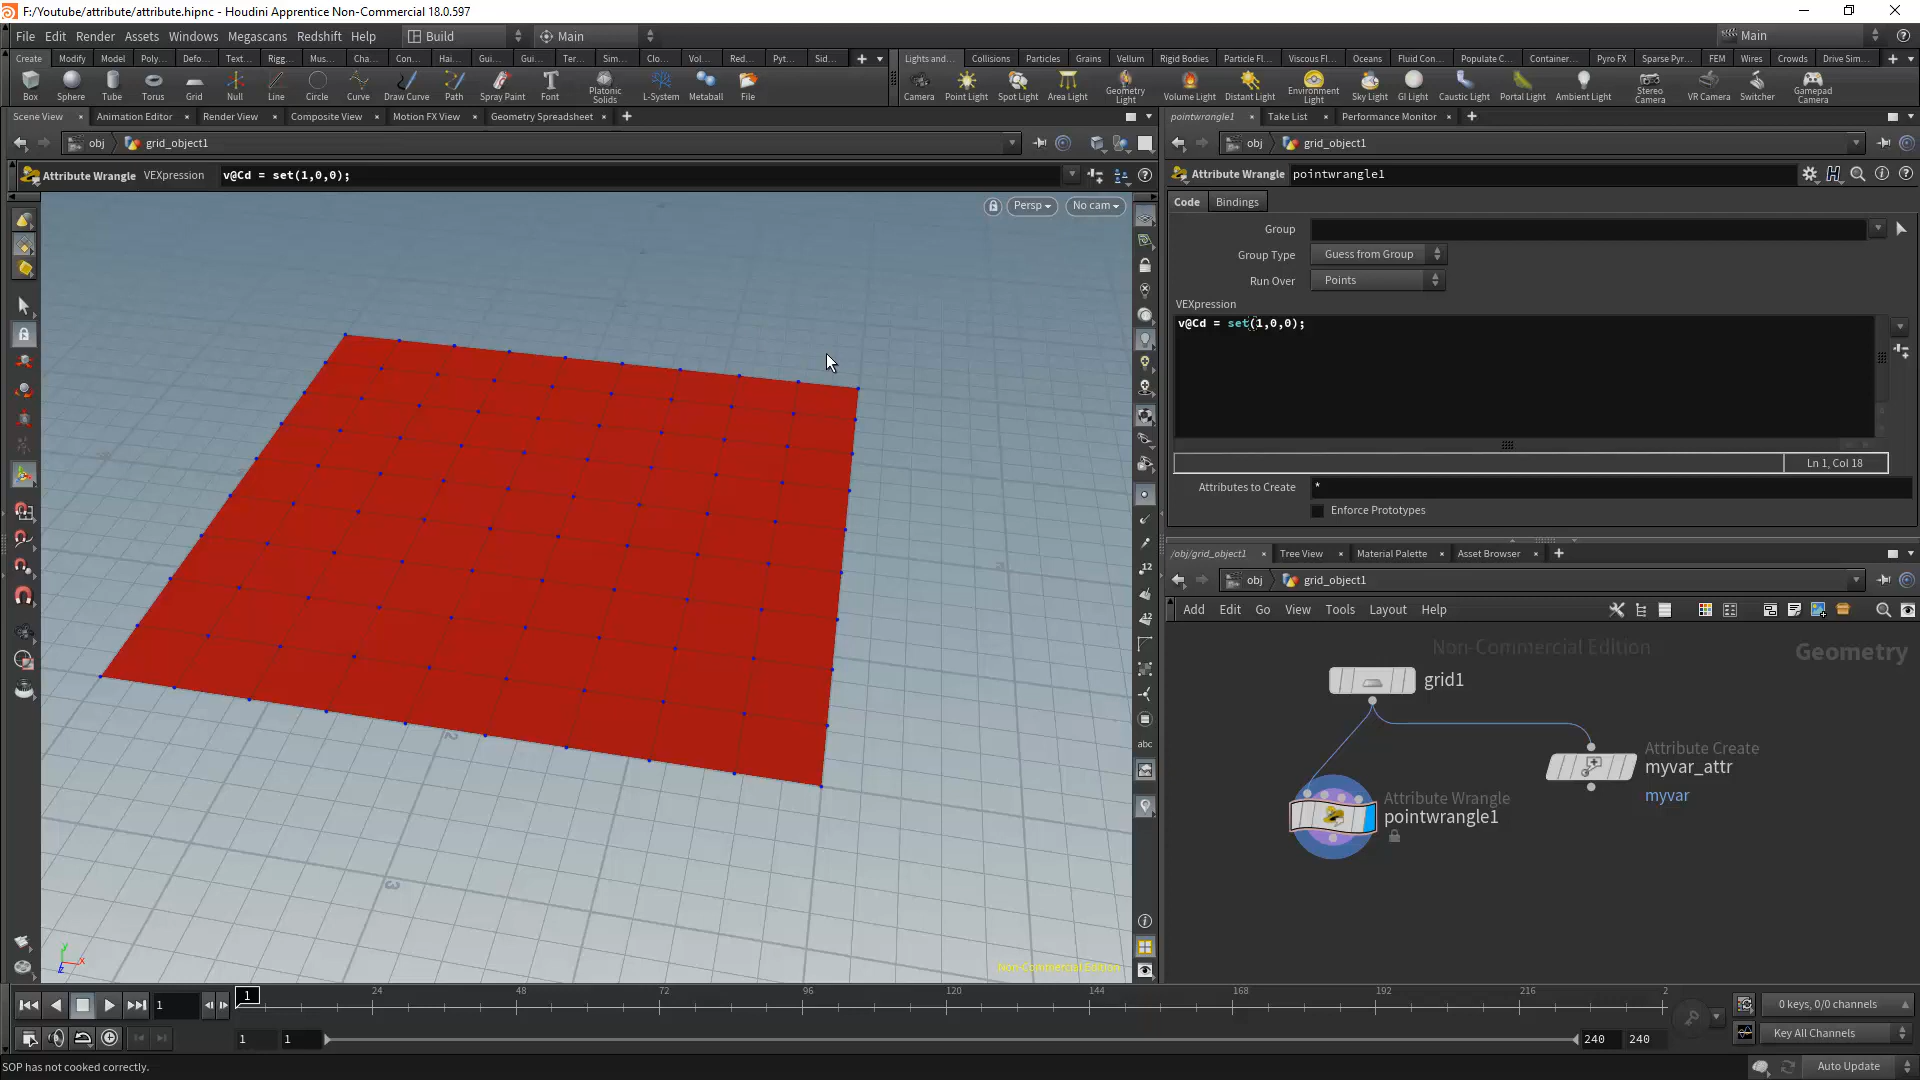 F:/Youtube/attribute/attribute.hipnc - Houdini Apprentice Non-Commercial 18.0.597
File Edit Render Assets Windows Megascans Redshift Help Build Main Main
Create Modify Model Poly... Defo... Text... Rigg... Mus... Cha... Con... Hai... Gui... Gui... Ter... Sim... Clo... Vol... Red... Pyt... Sid...
Lights and... Collisions Particles Grains Vellum Rigid Bodies Particle Fl... Viscous Fl... Oceans Fluid Con... Populate C... Container... Pyro FX Sparse Pyr... FEM Wires Crowds Drive Sim...
Box Sphere Tube Torus Grid Null Line Circle Curve Draw Curve Path Spray Paint Font Platonic Solids L-System Metaball File
Camera Point Light Spot Light Area Light Geometry Light Volume Light Distant Light Environment Light Sky Light GI Light Caustic Light Portal Light Ambient Light Stereo Camera VR Camera Switcher Gamepad Camera
Scene View Animation Editor Render View Composite View Motion FX View Geometry Spreadsheet
obj grid_object1
Attribute Wrangle VEXpression v@Cd = set(1,0,0);
Persp No cam
2
3
Non-Commercial Edition
12
42
abc
y
x
z
pointwrangle1 Take List Performance Monitor
obj grid_object1
Attribute Wrangle pointwrangle1
Code Bindings
Group
Group Type Guess from Group
Run Over Points
VEXpression
v@Cd = set(1,0,0);
Ln 1, Col 18
Attributes to Create *
Enforce Prototypes
/obj/grid_object1 Tree View Material Palette Asset Browser
obj grid_object1
Add Edit Go View Tools Layout Help
Non-Commercial Edition
Geometry
grid1
Attribute Create
myvar_attr
myvar
Attribute Wrangle
pointwrangle1
1 1 24 48 72 96 120 144 168 192 216 2
0 keys, 0/0 channels
1 1 240 240
Key All Channels
SOP has not cooked correctly.
Auto Update